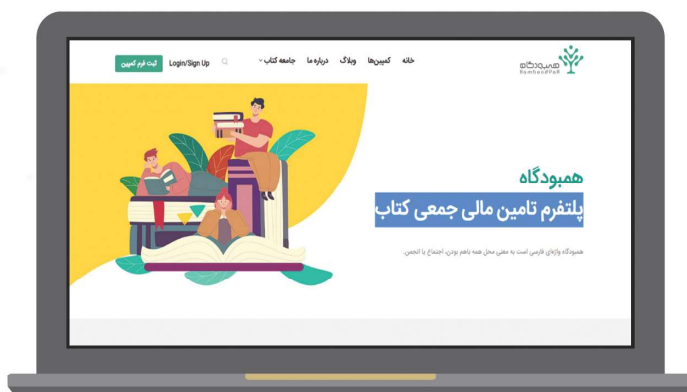 همبودگاه
خانه کمپین‌ها وبلاگ درباره ما جامعه کتاب
Login/Sign Up
ثبت فرم کمپین
همبودگاه
پلتفرم تامین مالی جمعی کتاب
همبودگاه واژه‌ای فارسی است به معنی محل همه باهم بودن، اجتماع یا انجمن.